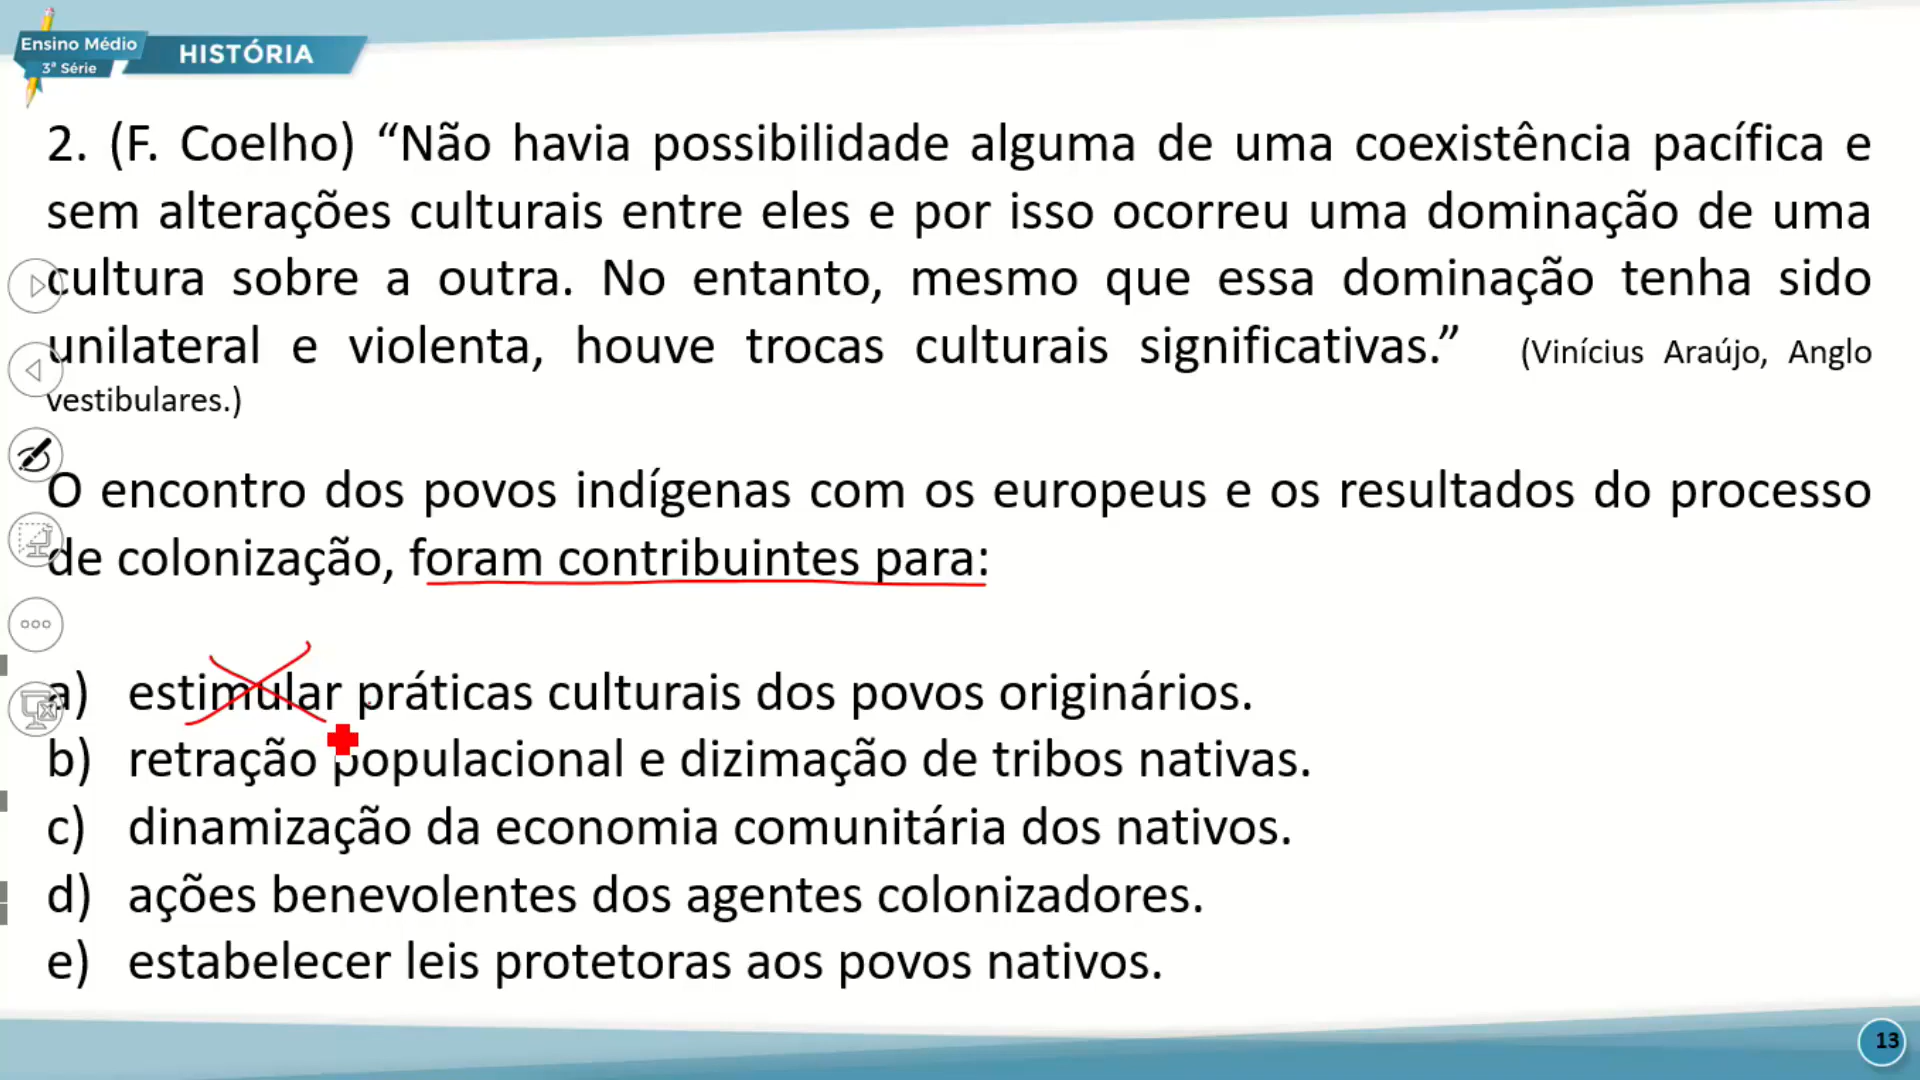 Ensino Médio
3ª Série
HISTÓRIA
2. (F. Coelho) “Não havia possibilidade alguma de uma coexistência pacífica e
sem alterações culturais entre eles e por isso ocorreu uma dominação de uma
cultura sobre a outra. No entanto, mesmo que essa dominação tenha sido
unilateral e violenta, houve trocas culturais significativas.” (Vinícius Araújo, Anglo
vestibulares.)
O encontro dos povos indígenas com os europeus e os resultados do processo
de colonização, foram contribuintes para:
a) estimular práticas culturais dos povos originários.
b) retração populacional e dizimação de tribos nativas.
c) dinamização da economia comunitária dos nativos.
d) ações benevolentes dos agentes colonizadores.
e) estabelecer leis protetoras aos povos nativos.
13